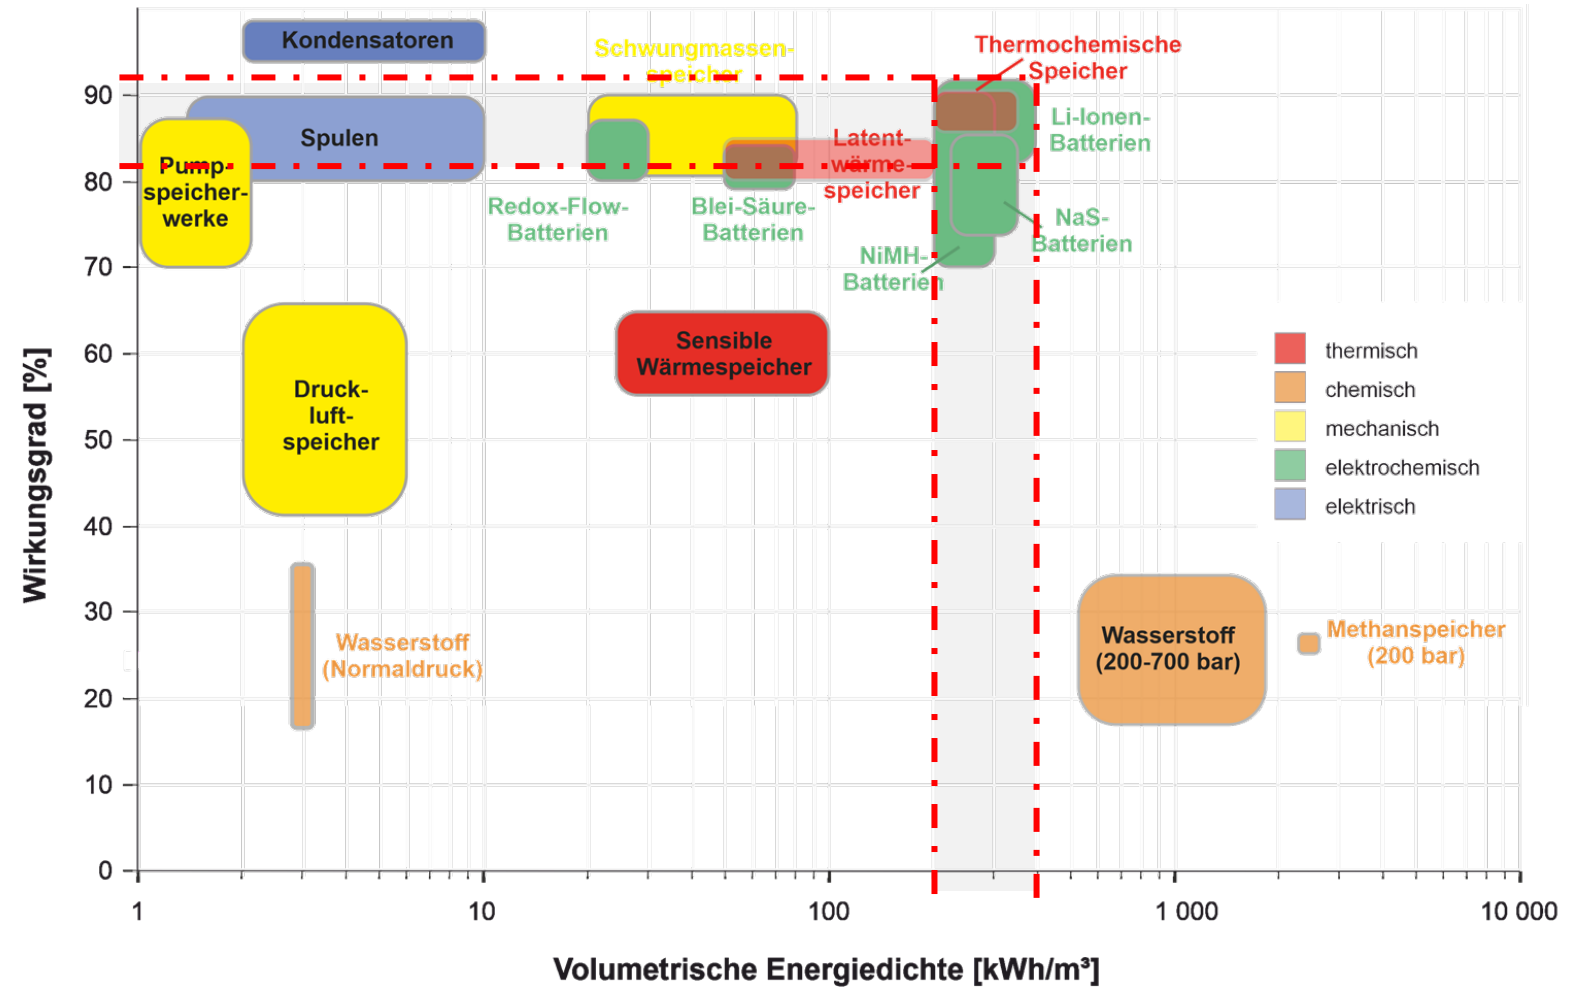 Kondensatoren
Schwungmassen-
speicher
Thermochemische
Speicher
90
Spulen
Li-Ionen-
Batterien
Latent-
wärme-
speicher
Pump-
speicher-
werke
80
Redox-Flow-
Batterien
Blei-Säure-
Batterien
NaS-
Batterien
NiMH-
Batterien
70
60
Sensible
Wärmespeicher
Druck-
luft-
speicher
50
40
thermisch
chemisch
mechanisch
elektrochemisch
elektrisch
Wirkungsgrad [%]
30
Wasserstoff
(Normaldruck)
Wasserstoff
(200-700 bar)
Methanspeicher
(200 bar)
20
10
0
1 10 100 1 000 10 000
Volumetrische Energiedichte [kWh/m³]